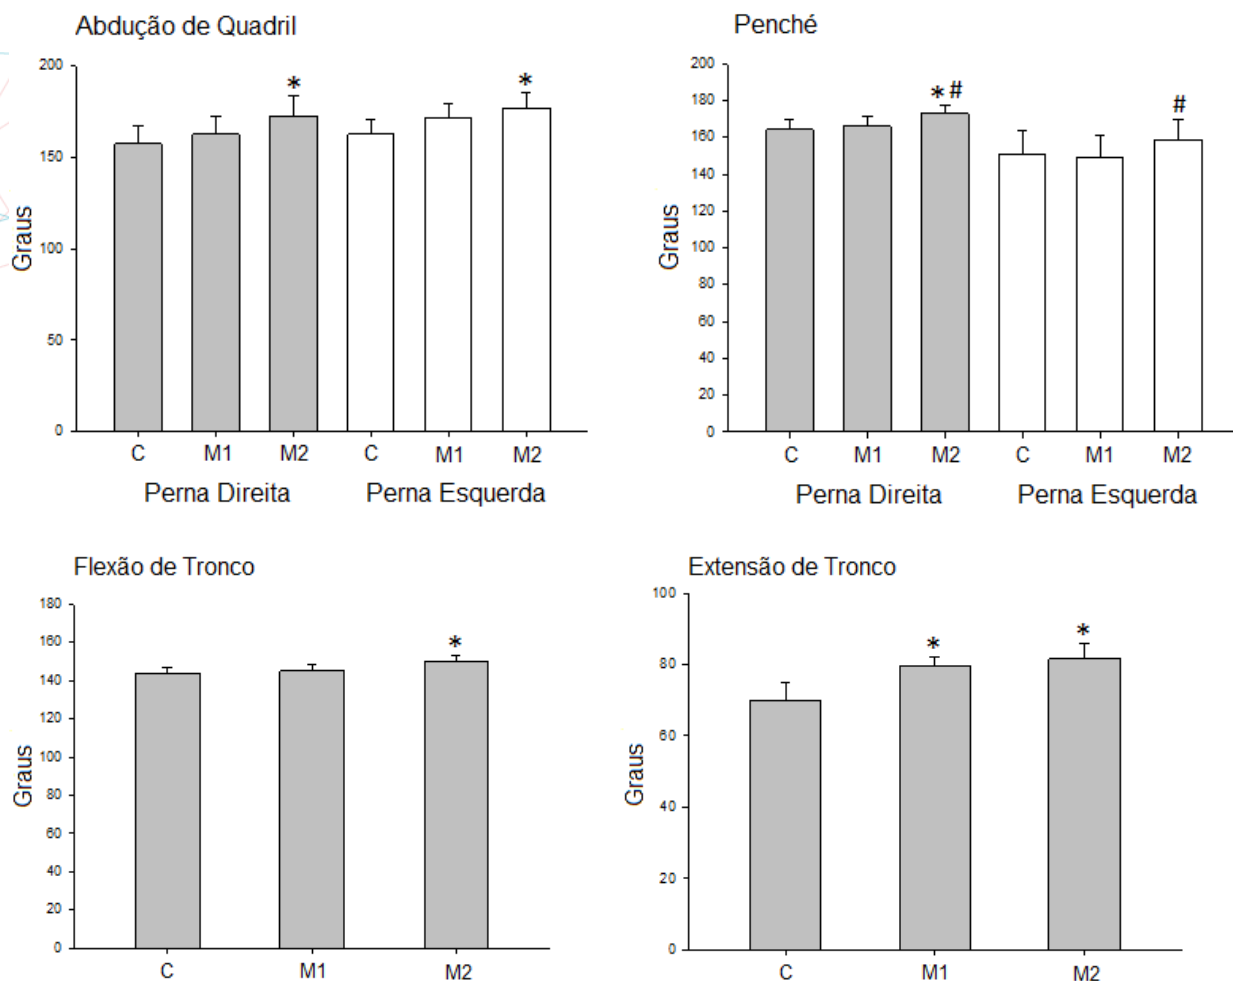 Abdução de Quadril
200
150
100
50
0
Graus
*
*
C M1 M2 C M1 M2
Perna Direita Perna Esquerda
Penché
200
180
160
140
120
100
80
60
40
20
0
Graus
*#
#
C M1 M2 C M1 M2
Perna Direita Perna Esquerda
Flexão de Tronco
180
160
140
120
100
80
60
40
20
0
Graus
*
C M1 M2
Extensão de Tronco
100
80
60
40
20
0
Graus
*
*
C M1 M2